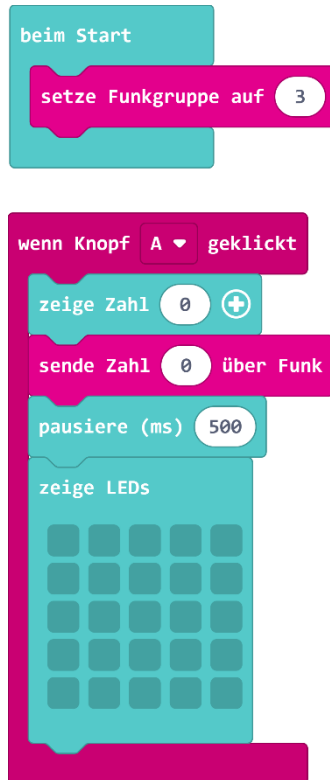 beim Start
setze Funkgruppe auf 3
wenn Knopf A geklickt
zeige Zahl 0
sende Zahl 0 über Funk
pausiere (ms) 500
zeige LEDs